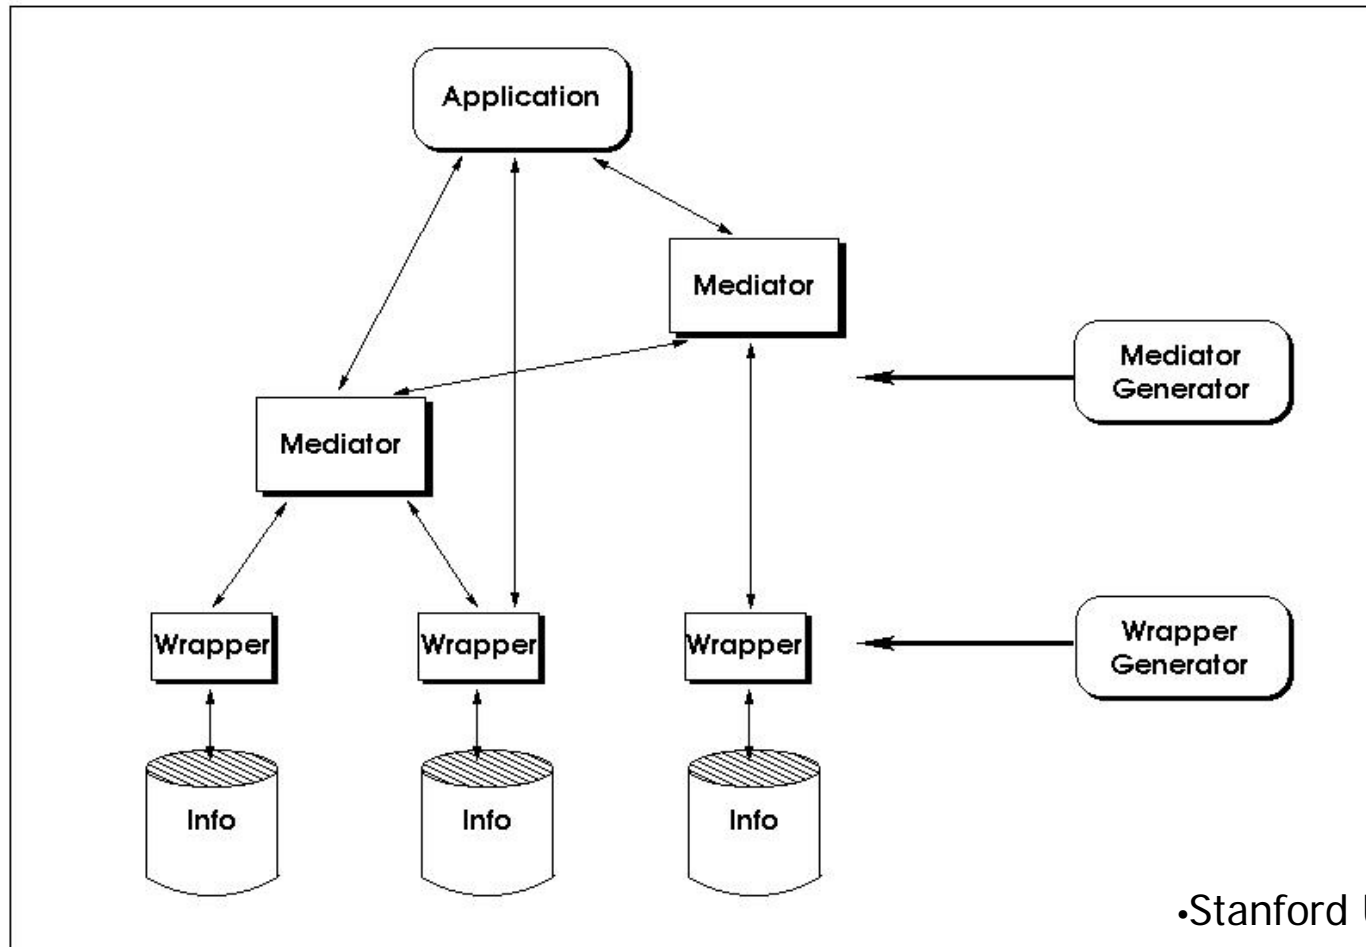 Application
Mediator
Mediator
Generator
Mediator
Wrapper
Wrapper
Wrapper
Wrapper
Generator
Info
Info
Info
•Stanford